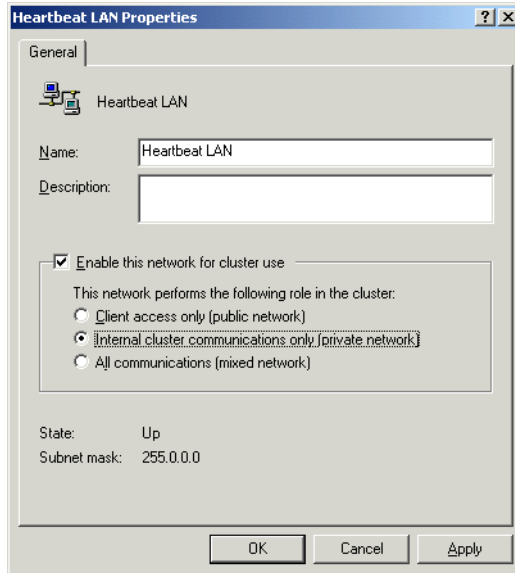 Heartbeat LAN Properties
General
Heartbeat LAN
Name: Heartbeat LAN
Description:
Enable this network for cluster use
This network performs the following role in the cluster:
Client access only (public network)
Internal cluster communications only (private network)
All communications (mixed network)
State: Up
Subnet mask: 255.0.0.0
OK Cancel Apply